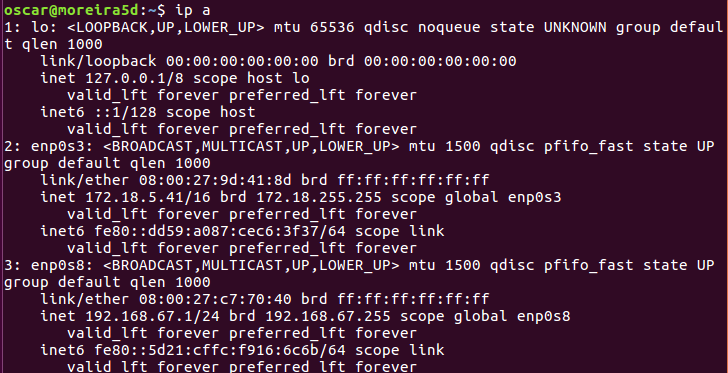 oscar@moreira5d:~$ ip a
1: lo: <LOOPBACK,UP,LOWER_UP> mtu 65536 qdisc noqueue state UNKNOWN group defaul
t qlen 1000
    link/loopback 00:00:00:00:00:00 brd 00:00:00:00:00:00
    inet 127.0.0.1/8 scope host lo
       valid_lft forever preferred_lft forever
    inet6 ::1/128 scope host
       valid_lft forever preferred_lft forever
2: enp0s3: <BROADCAST,MULTICAST,UP,LOWER_UP> mtu 1500 qdisc pfifo_fast state UP
group default qlen 1000
    link/ether 08:00:27:9d:41:8d brd ff:ff:ff:ff:ff:ff
    inet 172.18.5.41/16 brd 172.18.255.255 scope global enp0s3
       valid_lft forever preferred_lft forever
    inet6 fe80::dd59:a087:cec6:3f37/64 scope link
       valid_lft forever preferred_lft forever
3: enp0s8: <BROADCAST,MULTICAST,UP,LOWER_UP> mtu 1500 qdisc pfifo_fast state UP
group default qlen 1000
    link/ether 08:00:27:c7:70:40 brd ff:ff:ff:ff:ff:ff
    inet 192.168.67.1/24 brd 192.168.67.255 scope global enp0s8
       valid_lft forever preferred_lft forever
    inet6 fe80::5d21:cffc:f916:6c6b/64 scope link
       valid_lft forever preferred_lft forever